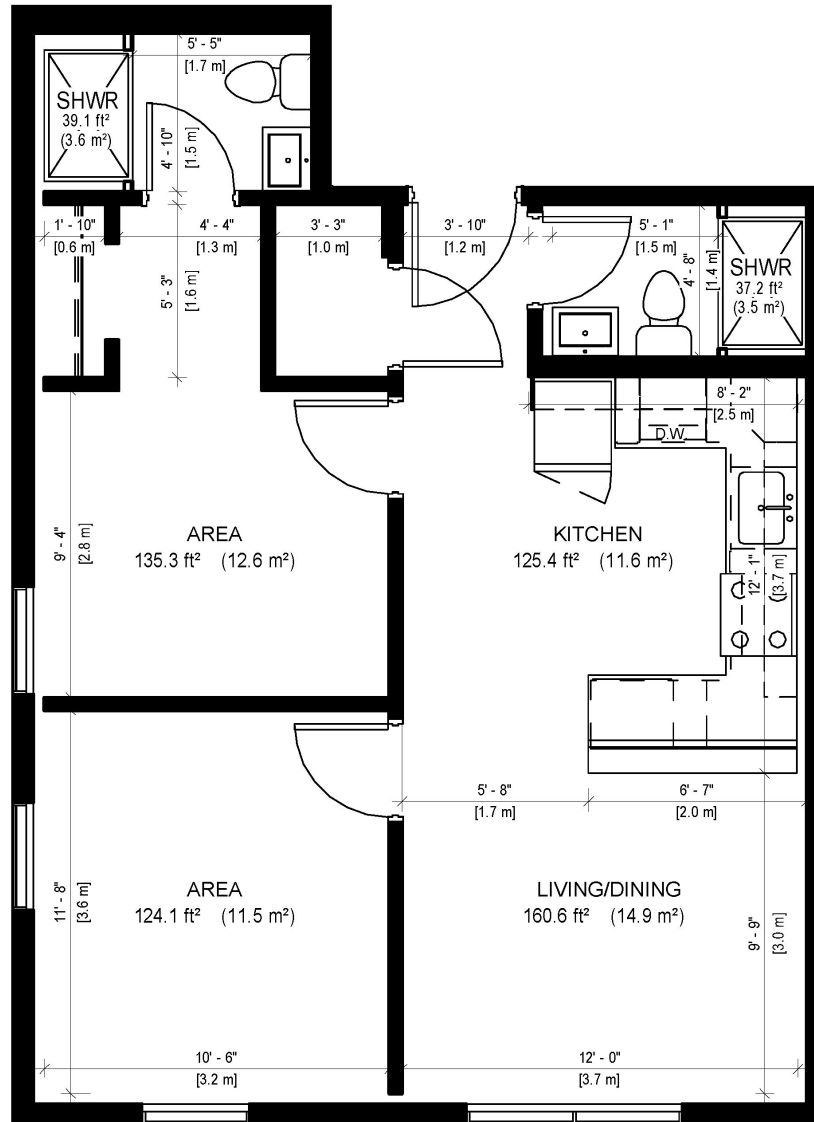 5' - 5"
[1.7 m]
SHWR
39.1 ft²
(3.6 m²)
4' - 10"
[1.5 m]
1' - 10"
[0.6 m]
4' - 4"
[1.3 m]
3' - 3"
[1.0 m]
3' - 10"
[1.2 m]
5' - 1"
[1.5 m]
5' - 3"
[1.6 m]
4' - 8"
[1.4 m]
SHWR
37.2 ft²
(3.5 m²)
8' - 2"
[2.5 m]
D.W.
9' - 4"
[2.8 m]
AREA
135.3 ft² (12.6 m²)
KITCHEN
125.4 ft² (11.6 m²)
12' - 1"
[3.7 m]
5' - 8"
[1.7 m]
6' - 7"
[2.0 m]
11' - 8"
[3.6 m]
AREA
124.1 ft² (11.5 m²)
LIVING/DINING
160.6 ft² (14.9 m²)
9' - 9"
[3.0 m]
10' - 6"
[3.2 m]
12' - 0"
[3.7 m]